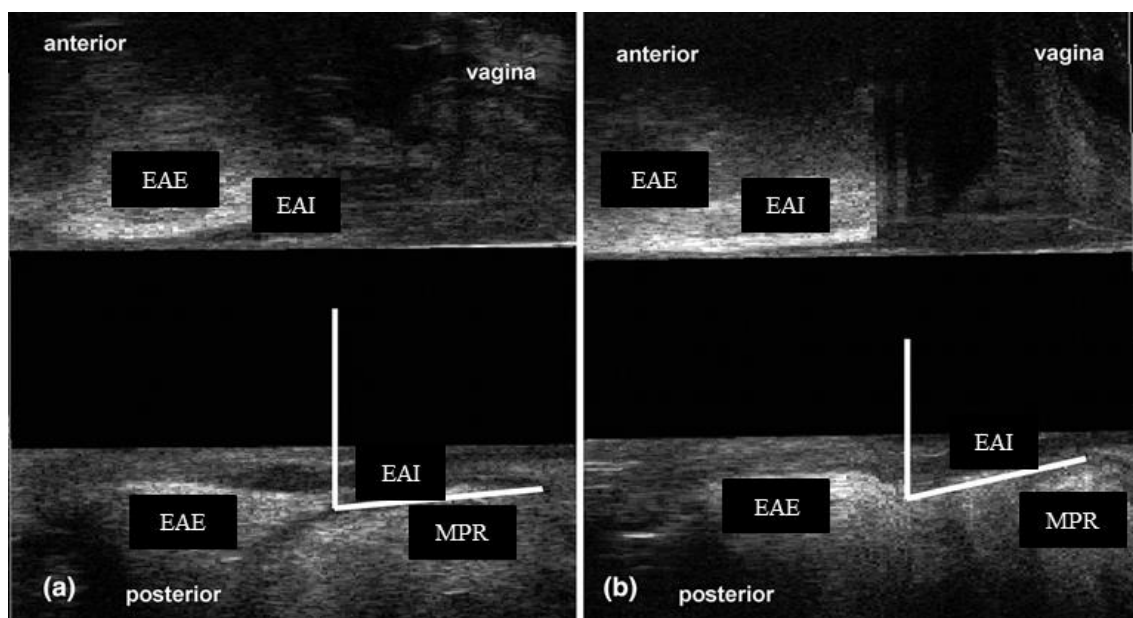 anterior
vagina
EAE
EAI
EAI
EAE
MPR
(a)
posterior
anterior
vagina
EAE
EAI
EAI
EAE
MPR
(b)
posterior